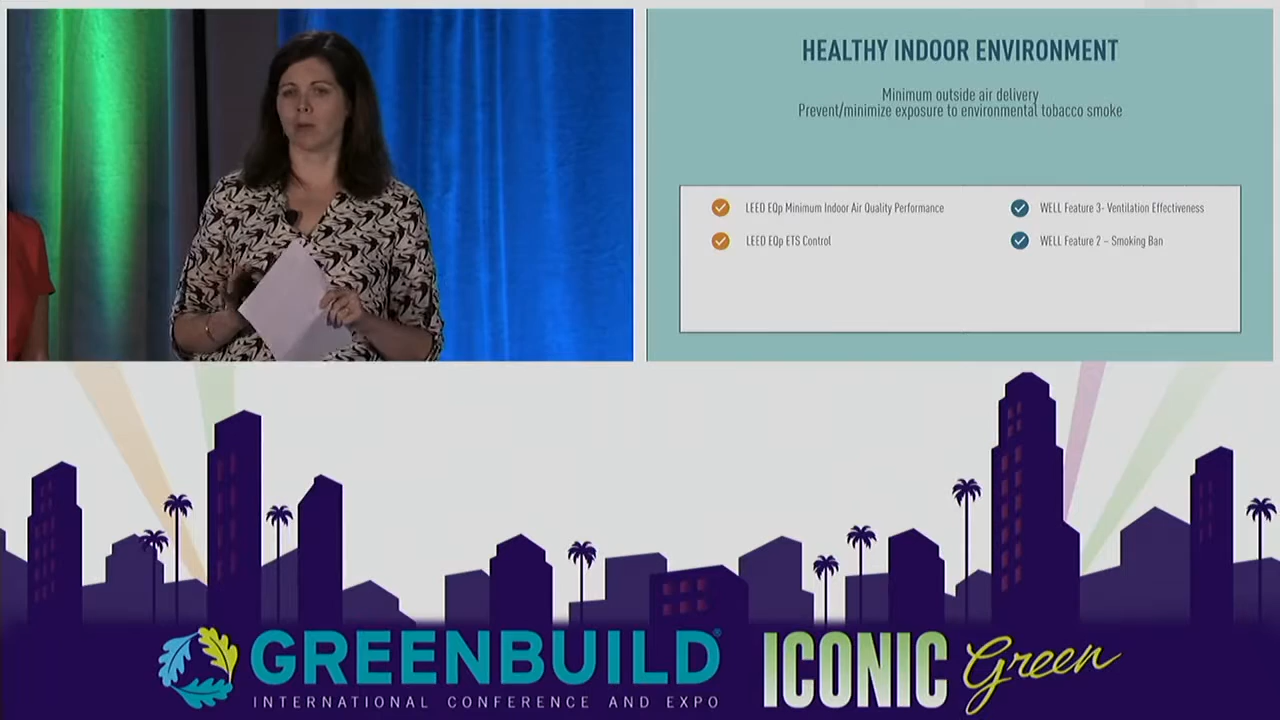 HEALTHY INDOOR ENVIRONMENT
Minimum outside air delivery
Prevent/minimize exposure to environmental tobacco smoke
LEED EQp Minimum Indoor Air Quality Performance
WELL Feature 3- Ventilation Effectiveness
LEED EQp ETS Control
WELL Feature 2 – Smoking Ban
GREENBUILD®
INTERNATIONAL CONFERENCE AND EXPO
ICONIC Green